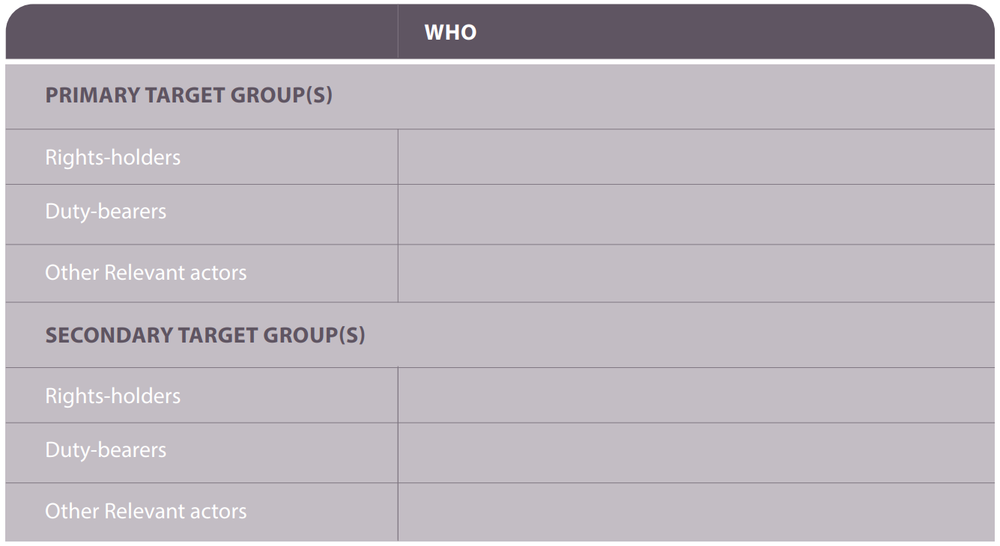 WHO
PRIMARY TARGET GROUP(S)
Rights-holders
Duty-bearers
Other Relevant actors
SECONDARY TARGET GROUP(S)
Rights-holders
Duty-bearers
Other Relevant actors